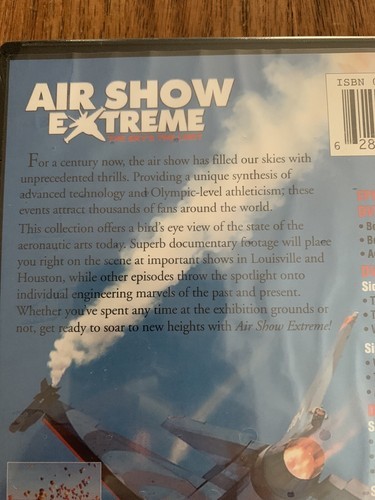 AIR SHOW
EXTREME
ISBN
6 28
For a century now, the air show has filled our skies with
unprecedented thrills. Providing a unique synthesis of
advanced technology and Olympic-level athleticism, these
events attract thousands of fans around the world.
This collection offers a bird's eye view of the state of the
aeronautic arts today. Superb documentary footage will place
you right on the scene at important shows in Louisville and
Houston, while other episodes throw the spotlight onto
individual engineering marvels of the past and present.
Whether you've spent any time at the exhibition grounds or
not, get ready to soar to new heights with Air Show Extreme!